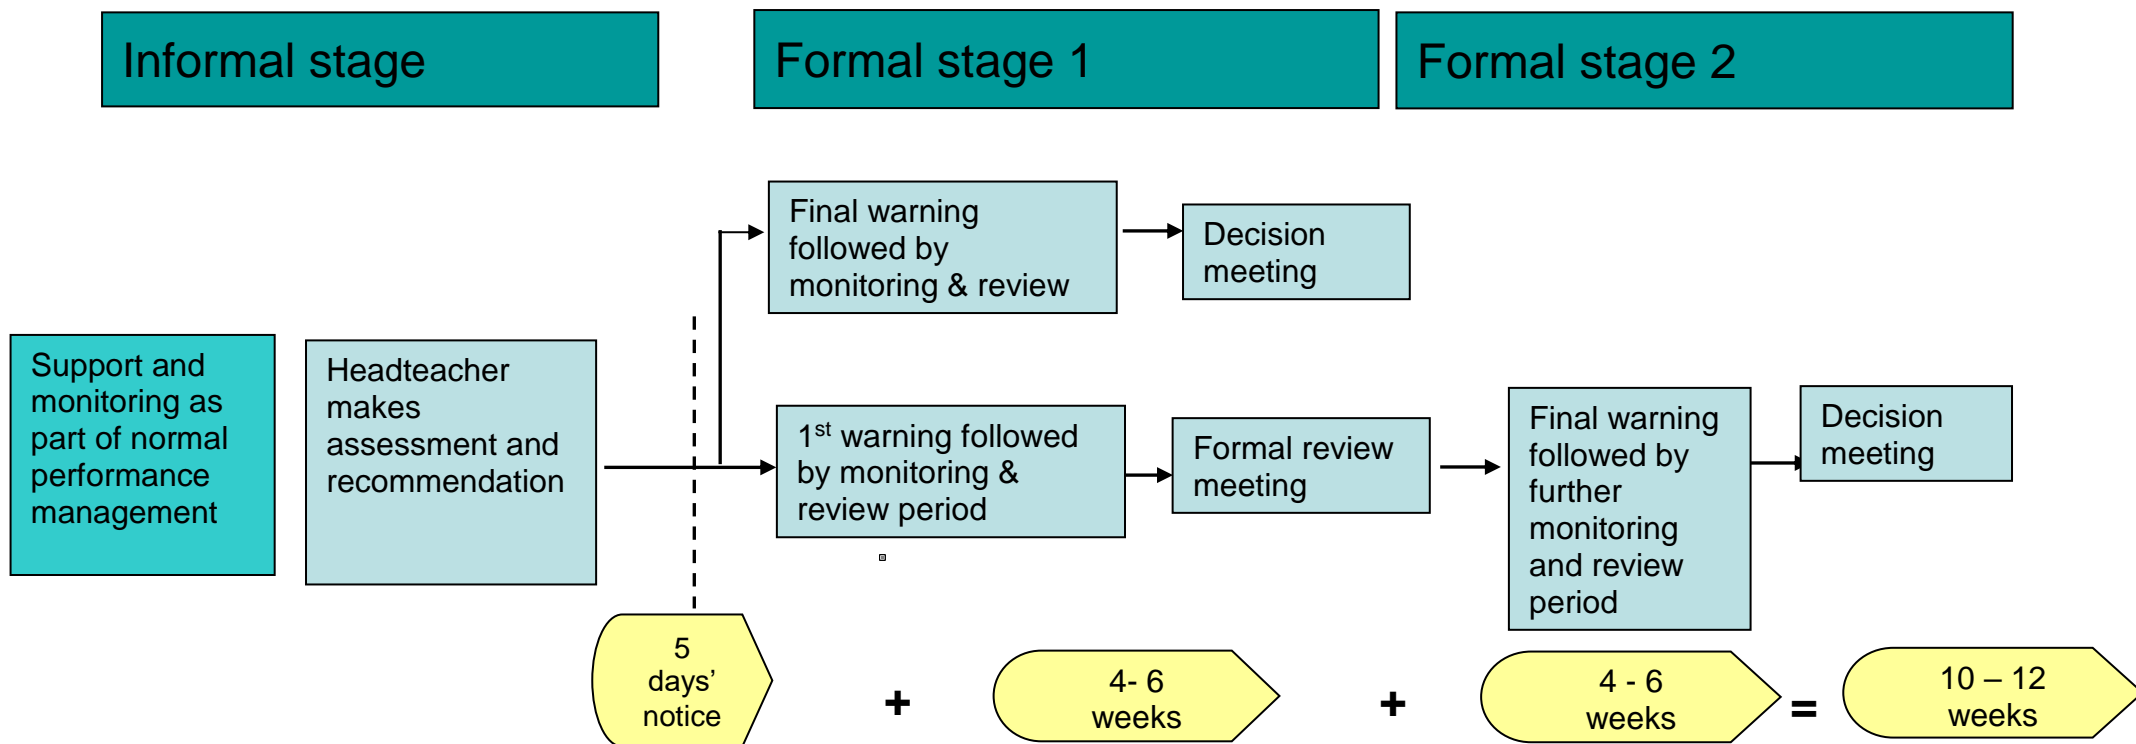 Informal stage
Formal stage 1
Formal stage 2
Final warning
followed by
monitoring & review
Decision
meeting
Support and
monitoring as
part of normal
performance
management
Headteacher
makes
assessment and
recommendation
1st warning followed
by monitoring &
review period
Formal review
meeting
Final warning
followed by
further
monitoring
and review
period
Decision
meeting
5
days’
notice
+
4- 6
weeks
+
4 - 6
weeks
=
10 – 12
weeks